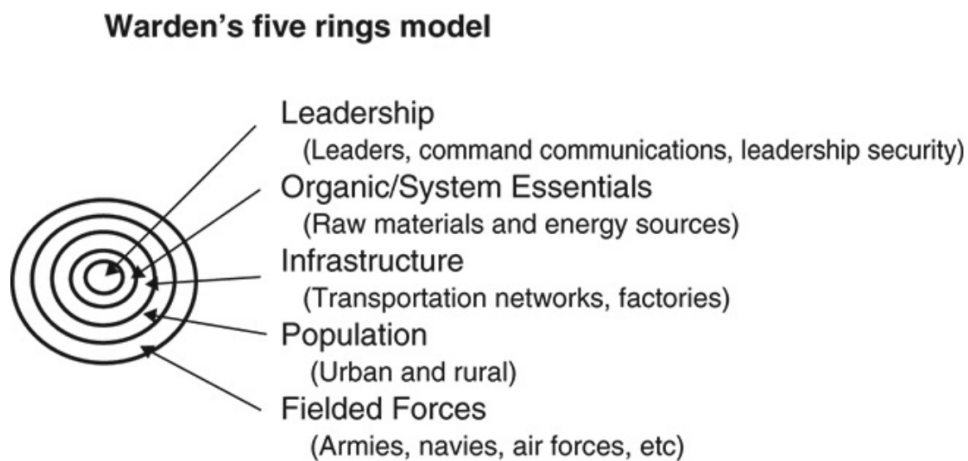 Warden's five rings model
Leadership
(Leaders, command communications, leadership security)
Organic/System Essentials
(Raw materials and energy sources)
Infrastructure
(Transportation networks, factories)
Population
(Urban and rural)
Fielded Forces
(Armies, navies, air forces, etc)